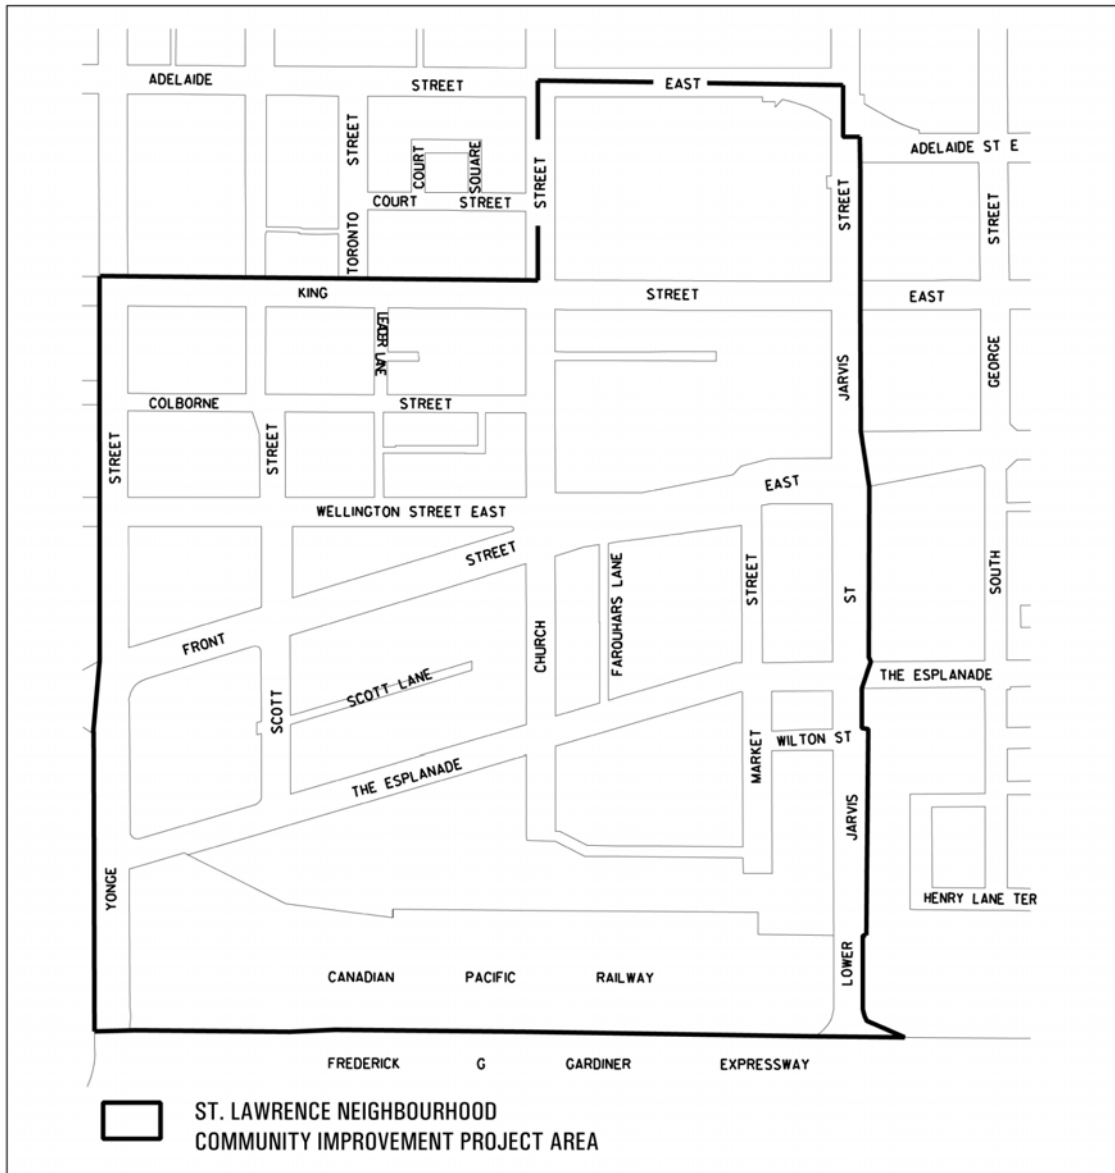 ADELAIDE STREET EAST
ADELAIDE ST E
STREET
COURT
SQUARE
COURT STREET
TORONTO
STREET
STREET
STREET
KING STREET EAST
LEADER LANE
JARVIS
GEORGE
COLBORNE STREET
STREET
STREET
EAST
WELLINGTON STREET EAST
STREET
FRONT
CHURCH
FARQUHARS LANE
STREET
ST
SOUTH
SCOTT LANE
SCOTT
THE ESPLANADE
THE ESPLANADE
MARKET
WILTON ST
JARVIS
YONGE
HENRY LANE TER
LOWER
CANADIAN PACIFIC RAILWAY
FREDERICK G GARDINER EXPRESSWAY
ST. LAWRENCE NEIGHBOURHOOD
COMMUNITY IMPROVEMENT PROJECT AREA